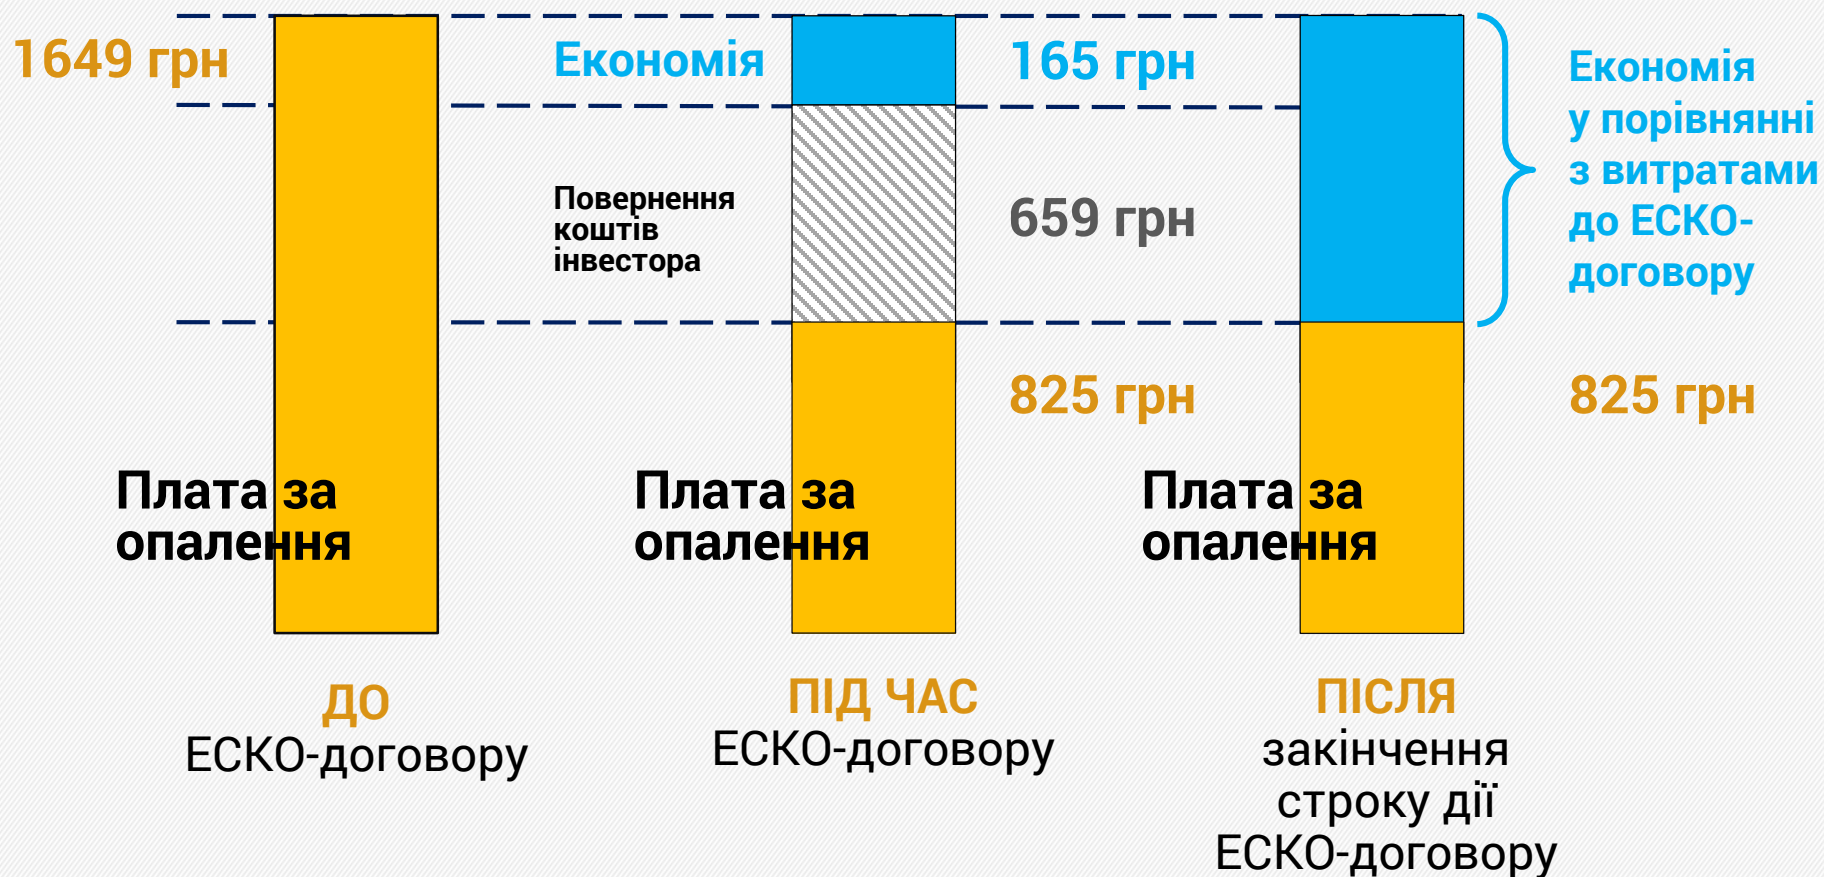 1649 грн
Економія
165 грн
Економія
у порівнянні
з витратами
до ЕСКО-
договору
Повернення
коштів
інвестора
659 грн
825 грн
825 грн
Плата за
опалення
Плата за
опалення
Плата за
опалення
ДО
ЕСКО-договору
ПІД ЧАС
ЕСКО-договору
ПІСЛЯ
закінчення
строку дії
ЕСКО-договору